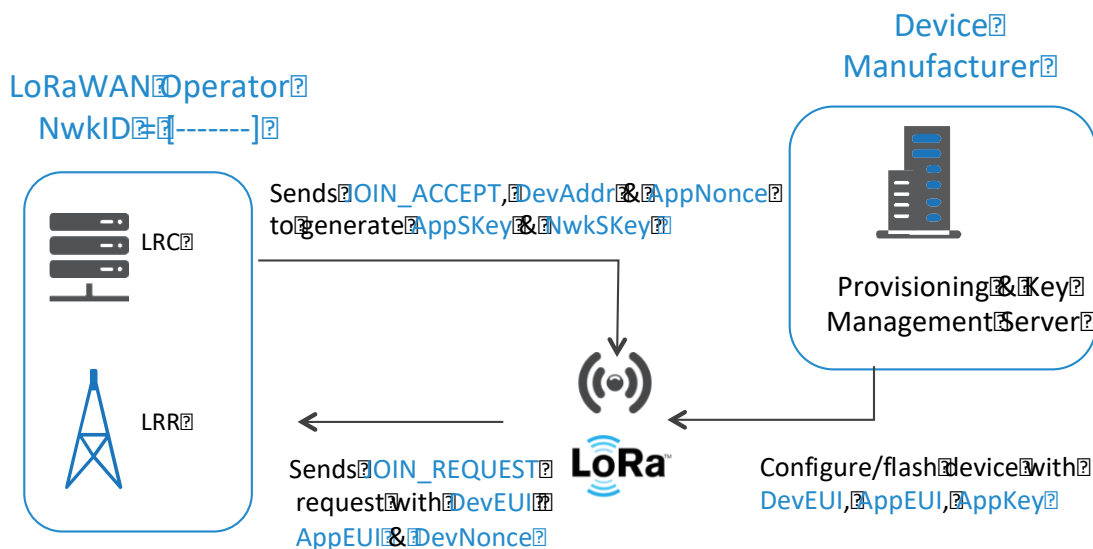 Device
Manufacturer
LoRaWAN Operator
NwkID = [-------]
Sends JOIN_ACCEPT, DevAddr & AppNonce
to generate AppSKey & NwkSKey
LRC
Provisioning & Key
Management Server
LRR
LoRa™
Sends JOIN_REQUEST
request with DevEUI
AppEUI & DevNonce
Configure/flash device with
DevEUI, AppEUI, AppKey